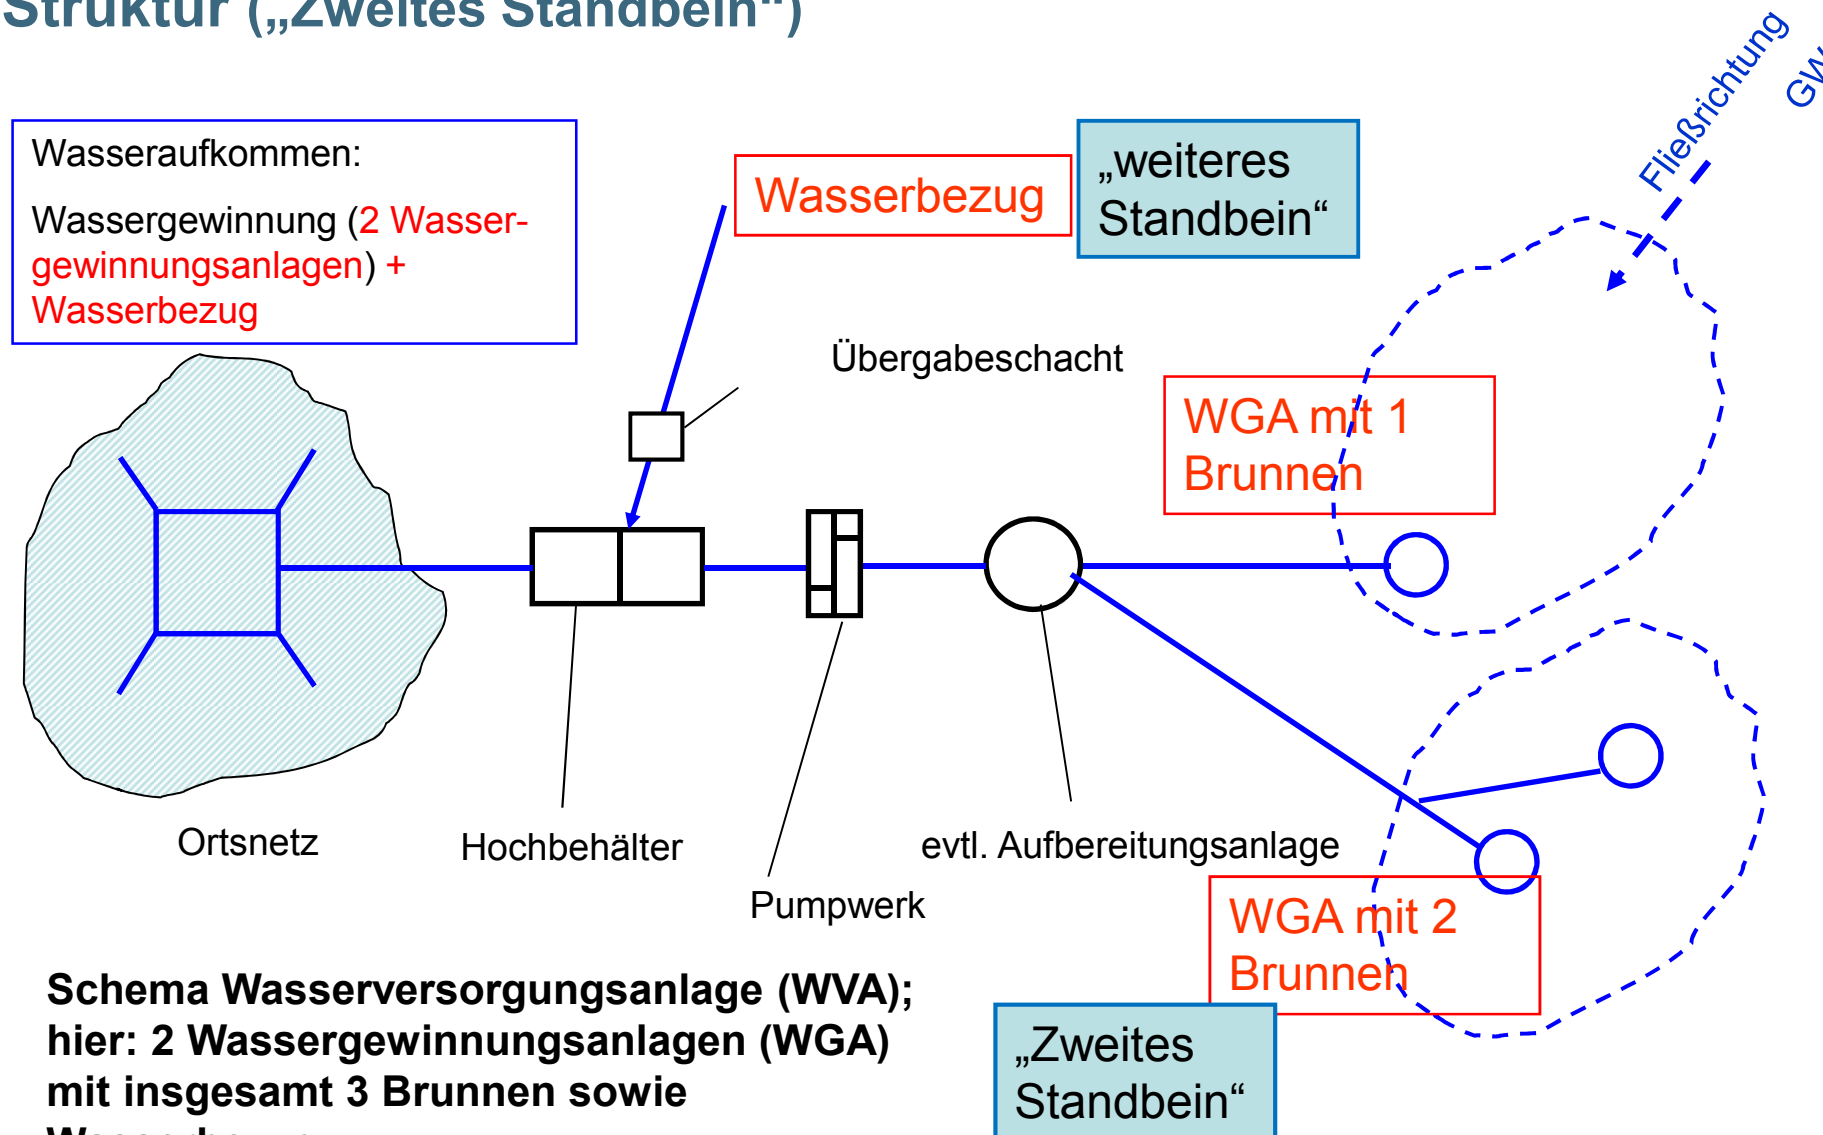 Struktur („Zweites Standbein“)
Fließrichtung
Wasseraufkommen:
Wassergewinnung (2 Wasser-
gewinnungsanlagen) +
Wasserbezug
Wasserbezug
„weiteres
Standbein“
Übergabeschacht
WGA mit 1
Brunnen
Ortsnetz
Hochbehälter
evtl. Aufbereitungsanlage
Pumpwerk
WGA mit 2
Brunnen
„Zweites
Standbein“
Schema Wasserversorgungsanlage (WVA);
hier: 2 Wassergewinnungsanlagen (WGA)
mit insgesamt 3 Brunnen sowie